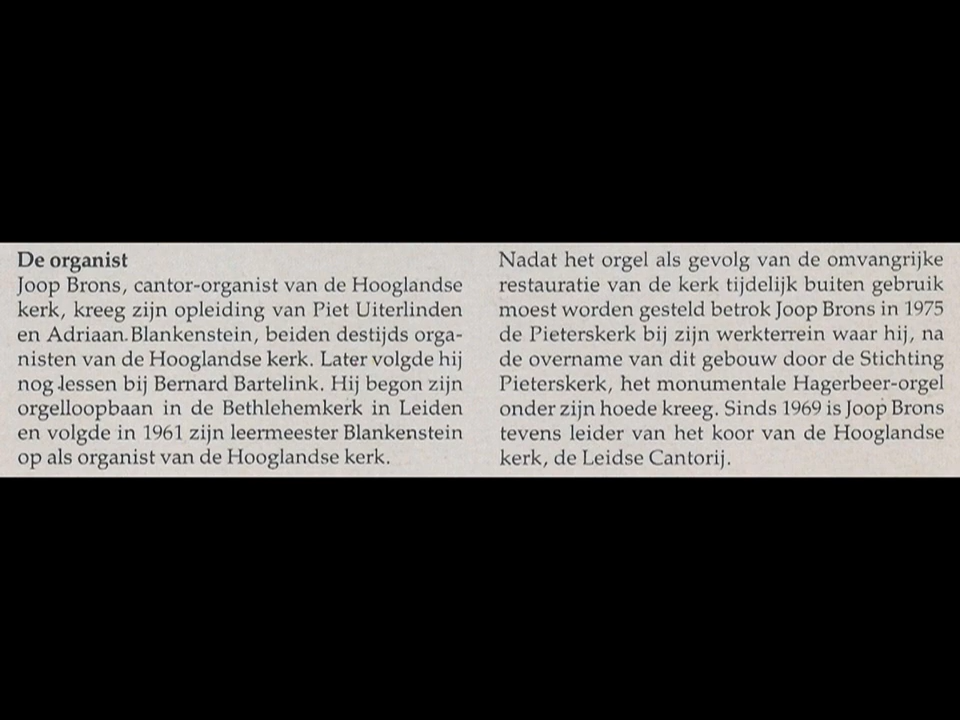 De organist
Joop Brons, cantor-organist van de Hooglandse
kerk, kreeg zijn opleiding van Piet Uiterlinden
en Adriaan Blankenstein, beiden destijds orga-
nisten van de Hooglandse kerk. Later volgde hij
nog lessen bij Bernard Bartelink. Hij begon zijn
orgelloopbaan in de Bethlehemkerk in Leiden
en volgde in 1961 zijn leermeester Blankenstein
op als organist van de Hooglandse kerk.
Nadat het orgel als gevolg van de omvangrijke
restauratie van de kerk tijdelijk buiten gebruik
moest worden gesteld betrok Joop Brons in 1975
de Pieterskerk bij zijn werkterrein waar hij, na
de overname van dit gebouw door de Stichting
Pieterskerk, het monumentale Hagerbeer-orgel
onder zijn hoede kreeg. Sinds 1969 is Joop Brons
tevens leider van het koor van de Hooglandse
kerk, de Leidse Cantorij.